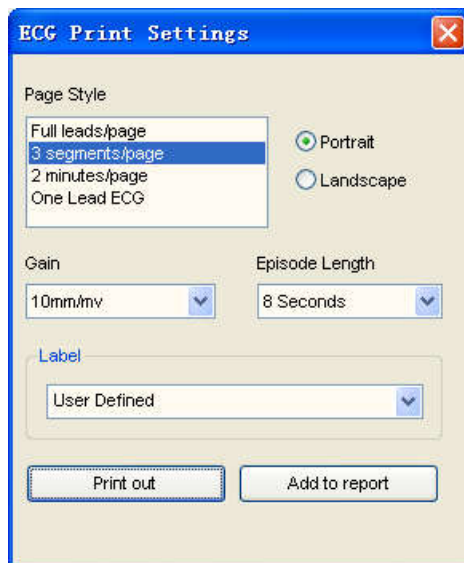 ECG Print Settings
Page Style
Full leads/page
3 segments/page
2 minutes/page
One Lead ECG
Portrait
Landscape
Gain
Episode Length
10mm/mv
8 Seconds
Label
User Defined
Print out
Add to report